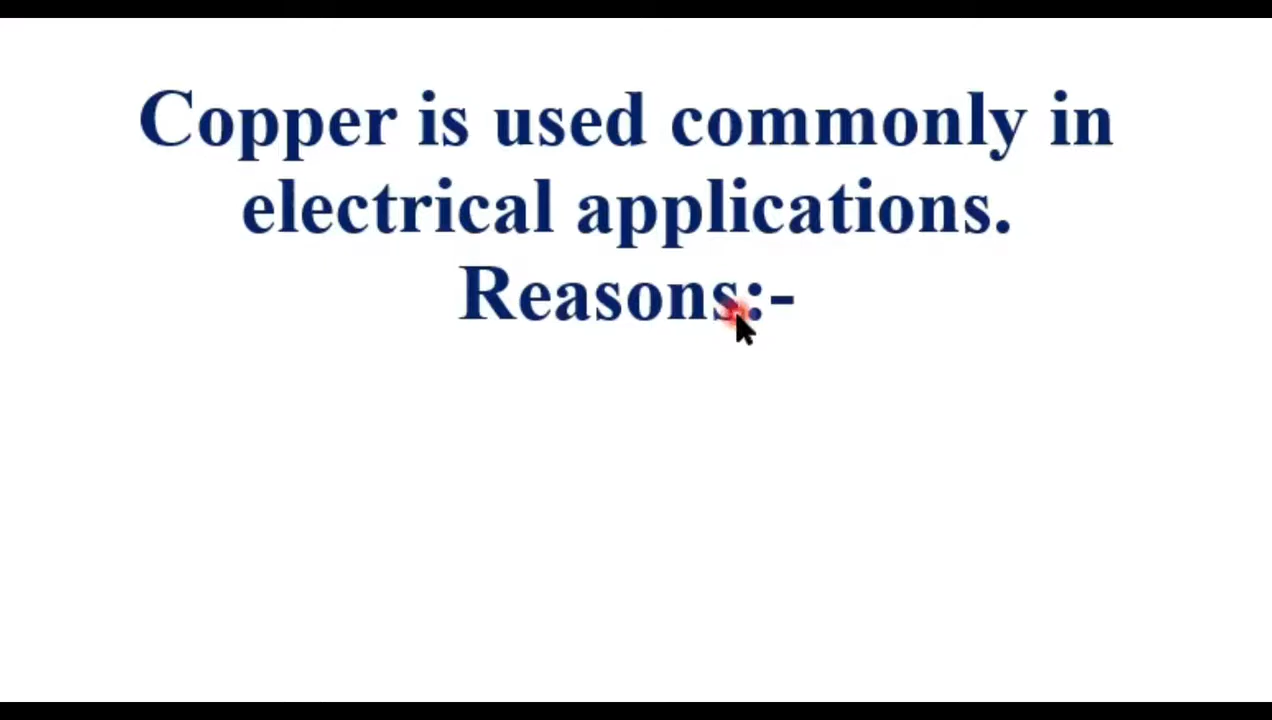 Copper is used commonly in
electrical applications.
Reasons:-